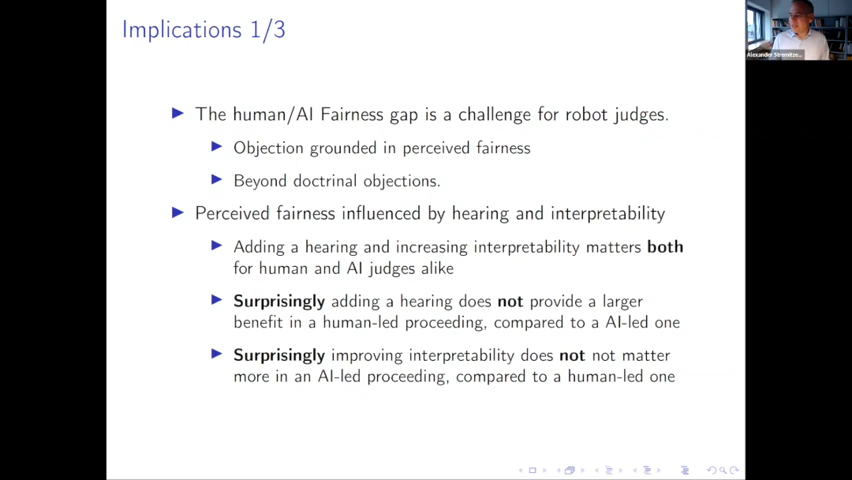 Implications 1/3
Alexander Stremitze...
The human/AI Fairness gap is a challenge for robot judges.
Objection grounded in perceived fairness
Beyond doctrinal objections.
Perceived fairness influenced by hearing and interpretability
Adding a hearing and increasing interpretability matters both
for human and AI judges alike
Surprisingly adding a hearing does not provide a larger
benefit in a human-led proceeding, compared to a AI-led one
Surprisingly improving interpretability does not not matter
more in an AI-led proceeding, compared to a human-led one